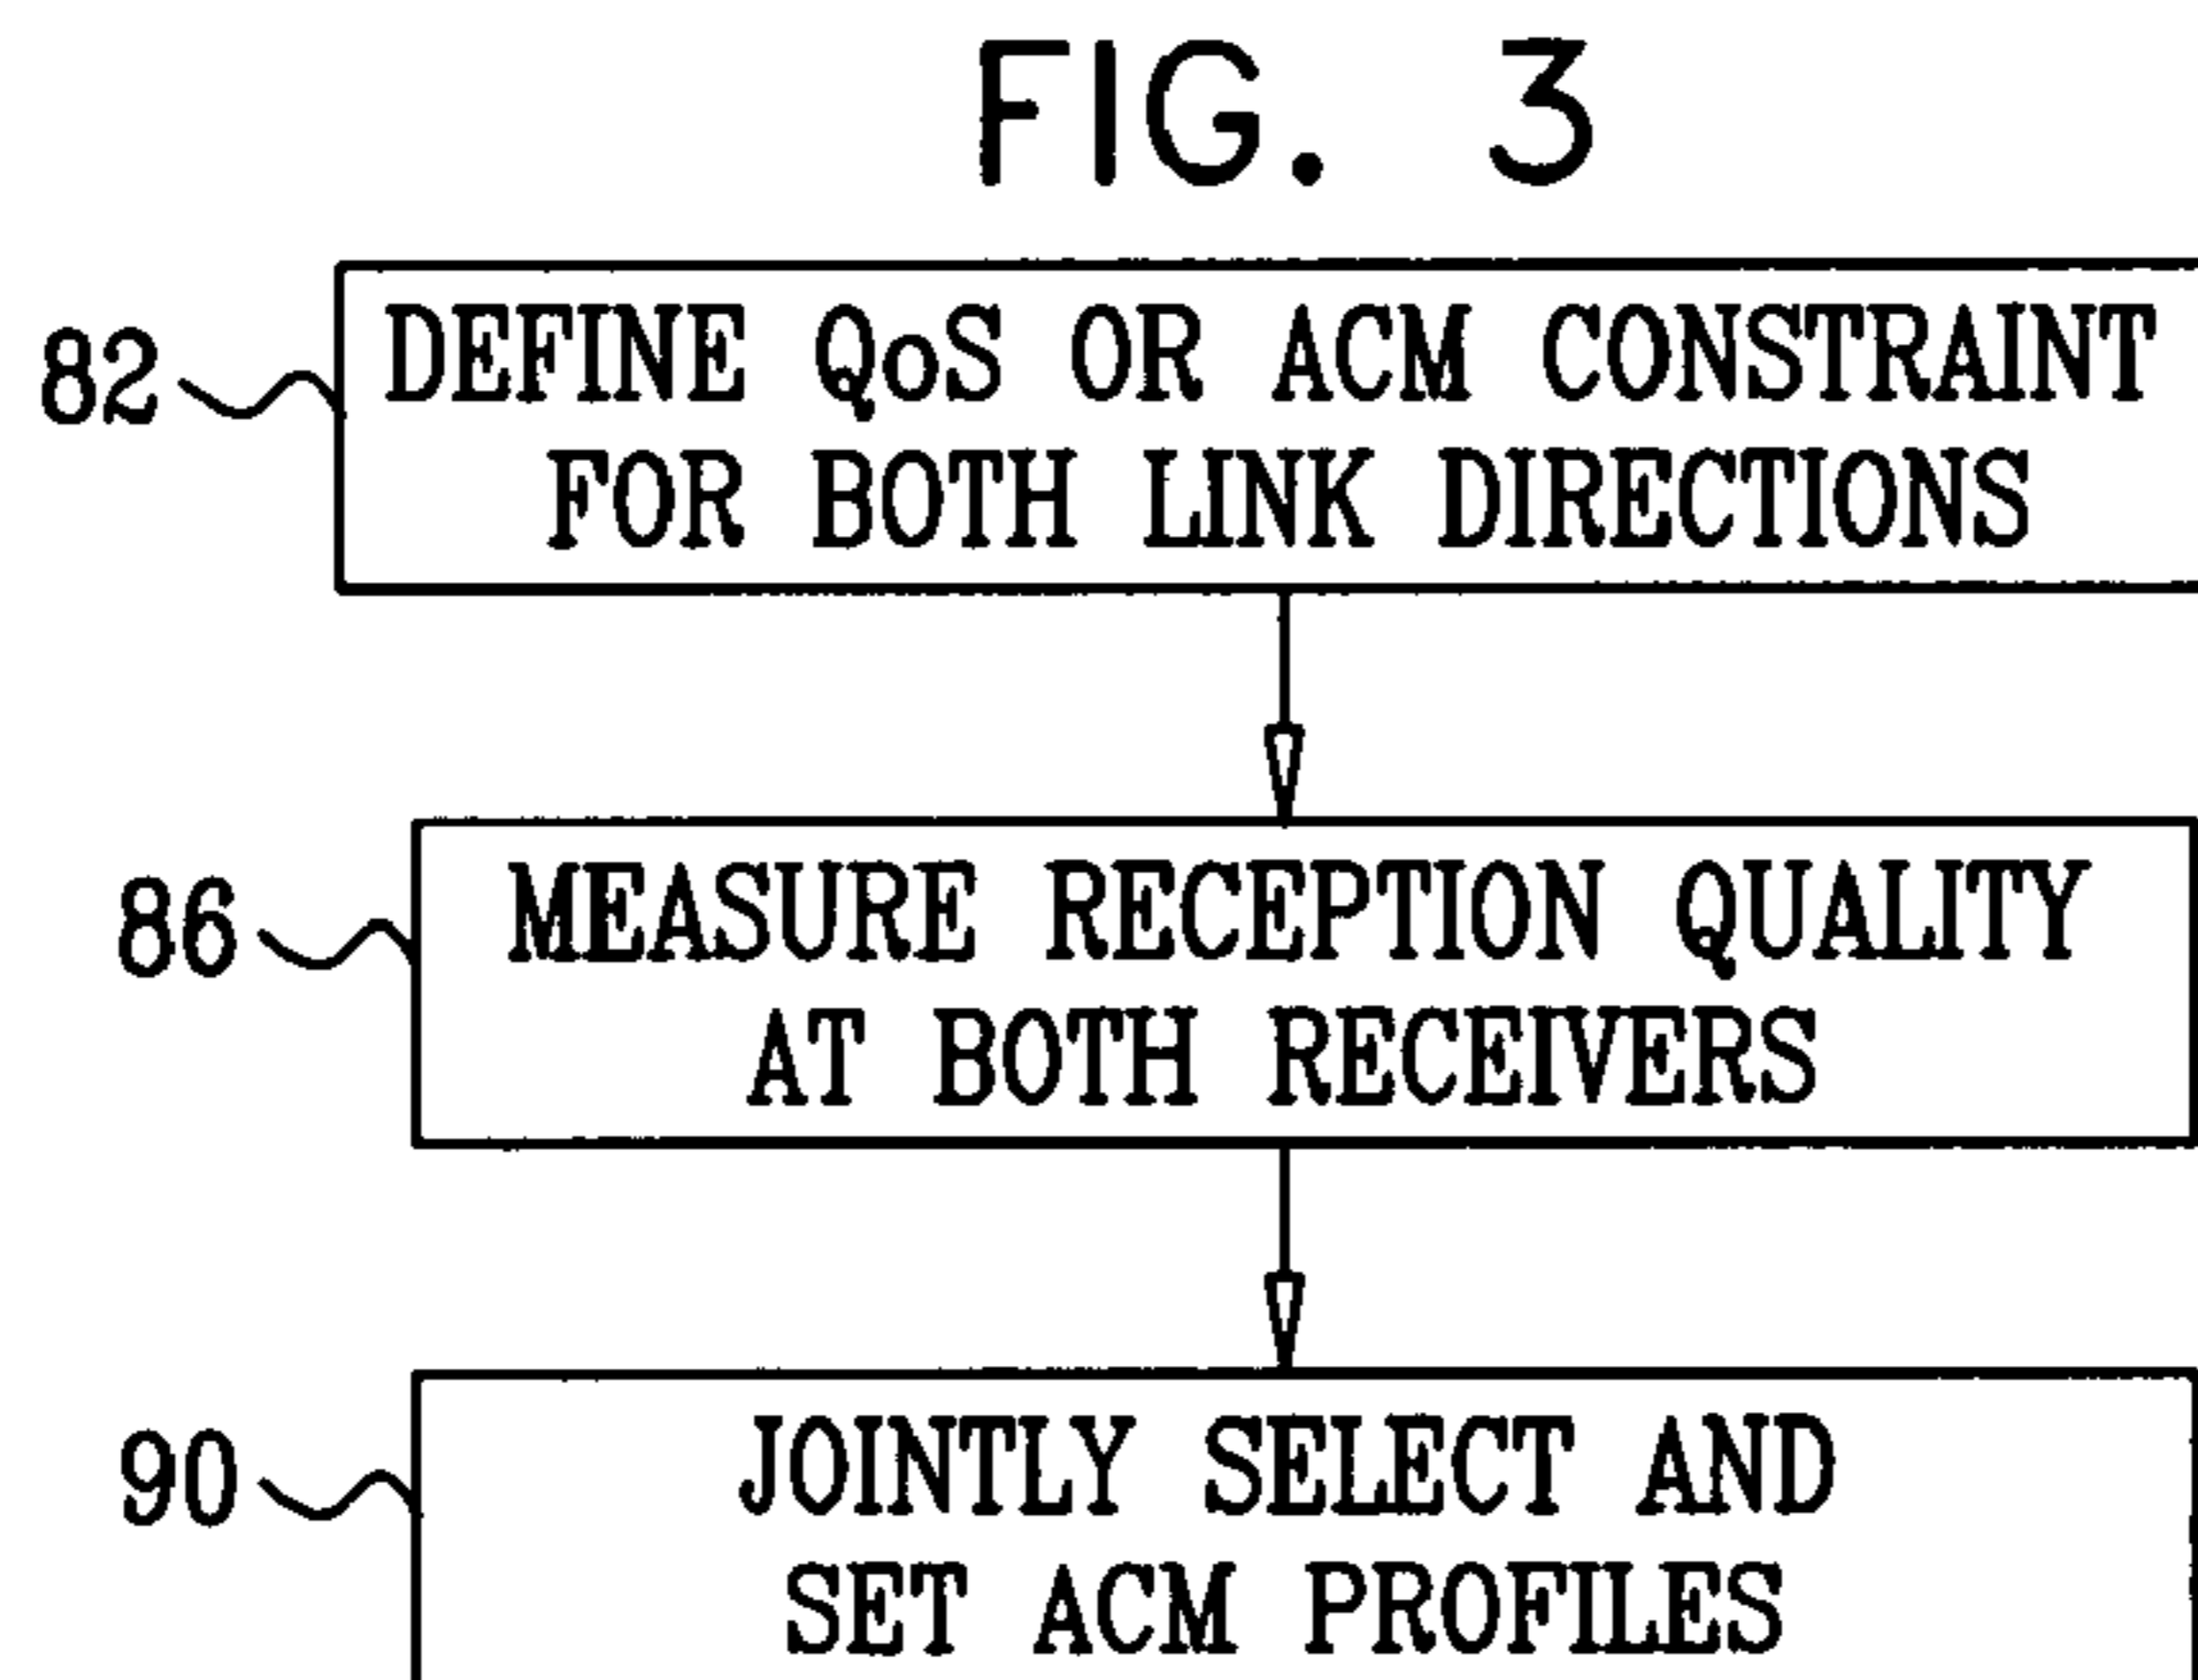 FIG. 3
82
DEFINE QoS OR ACM CONSTRAINT
FOR BOTH LINK DIRECTIONS
86
MEASURE RECEPTION QUALITY
AT BOTH RECEIVERS
90
JOINTLY SELECT AND
SET ACM PROFILES